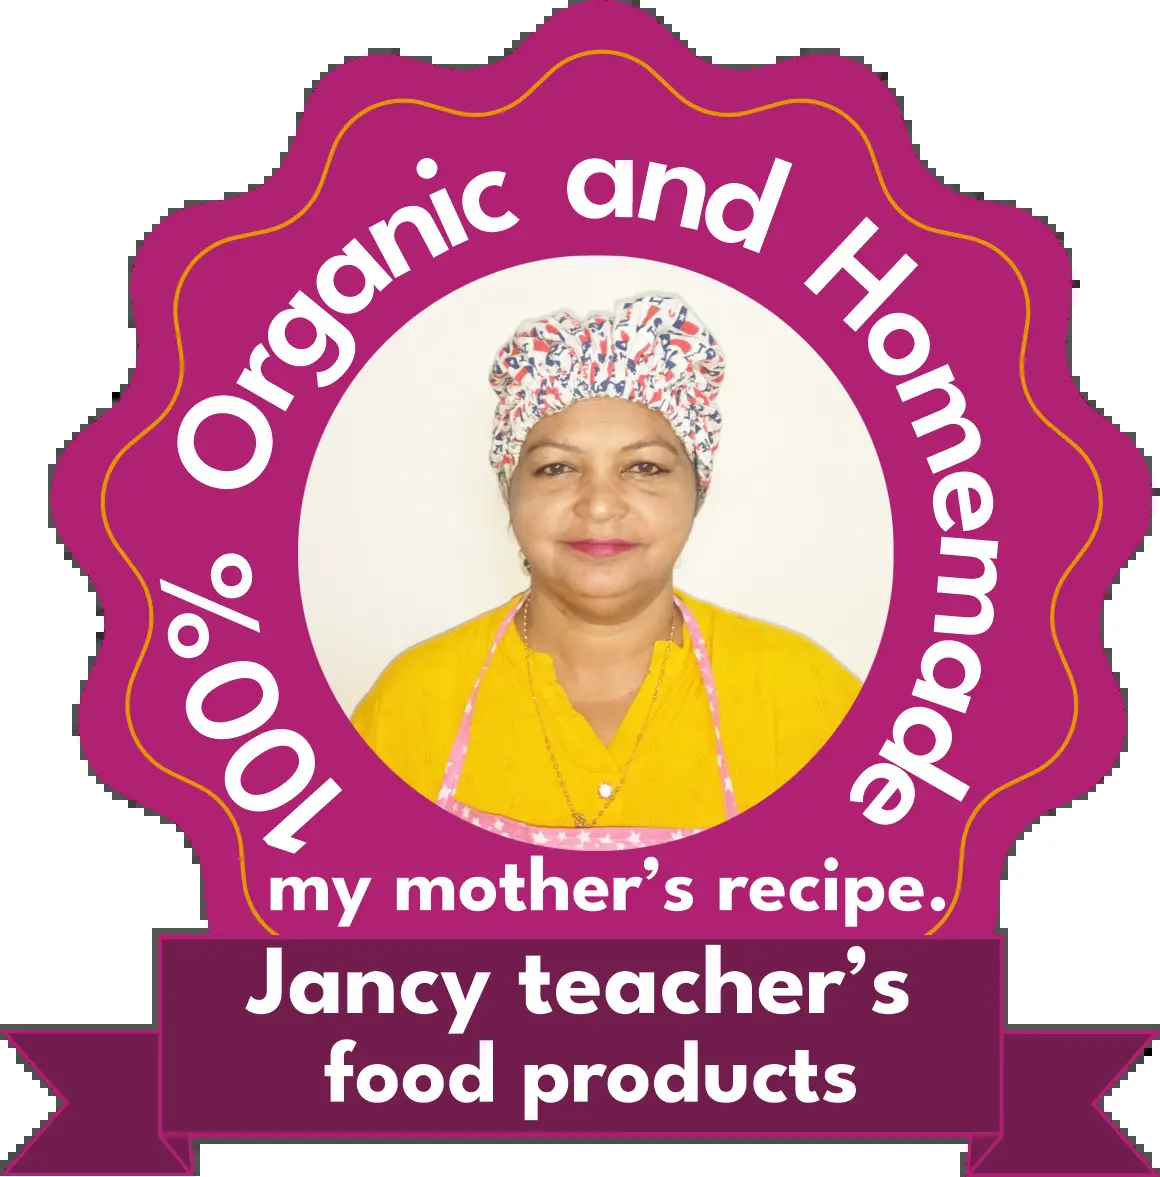 100% Organic and Homemade
my mother’s recipe.
Jancy teacher’s
food products